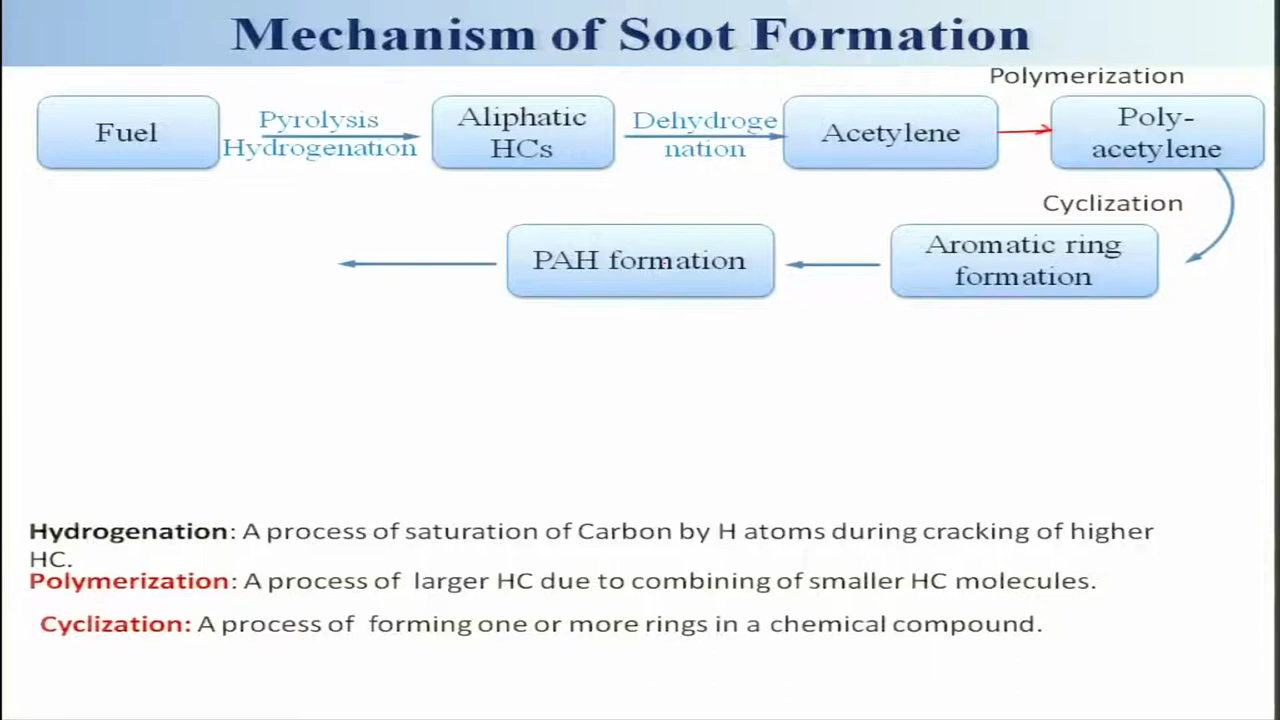 Mechanism of Soot Formation
Polymerization
Fuel
Pyrolysis
Hydrogenation
Aliphatic
HCs
Dehydroge
nation
Acetylene
Poly-
acetylene
Cyclization
PAH formation
Aromatic ring
formation
Hydrogenation: A process of saturation of Carbon by H atoms during cracking of higher
HC.
Polymerization: A process of larger HC due to combining of smaller HC molecules.
Cyclization: A process of forming one or more rings in a chemical compound.